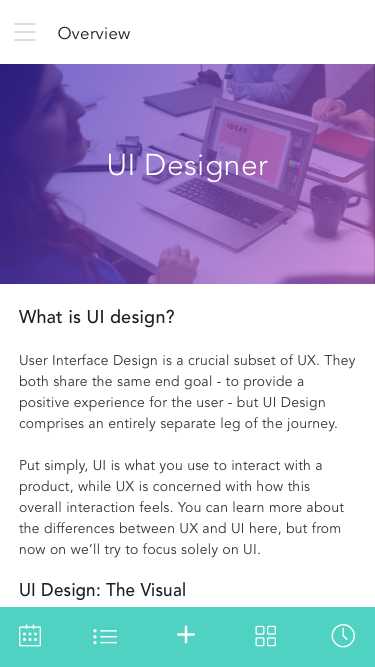 Overview
IDEAS
UI Designer
What is UI design?
User Interface Design is a crucial subset of UX. They
both share the same end goal - to provide a
positive experience for the user - but UI Design
comprises an entirely separate leg of the journey.
Put simply, UI is what you use to interact with a
product, while UX is concerned with how this
overall interaction feels. You can learn more about
the differences between UX and UI here, but from
now on we’ll try to focus solely on UI.
UI Design: The Visual